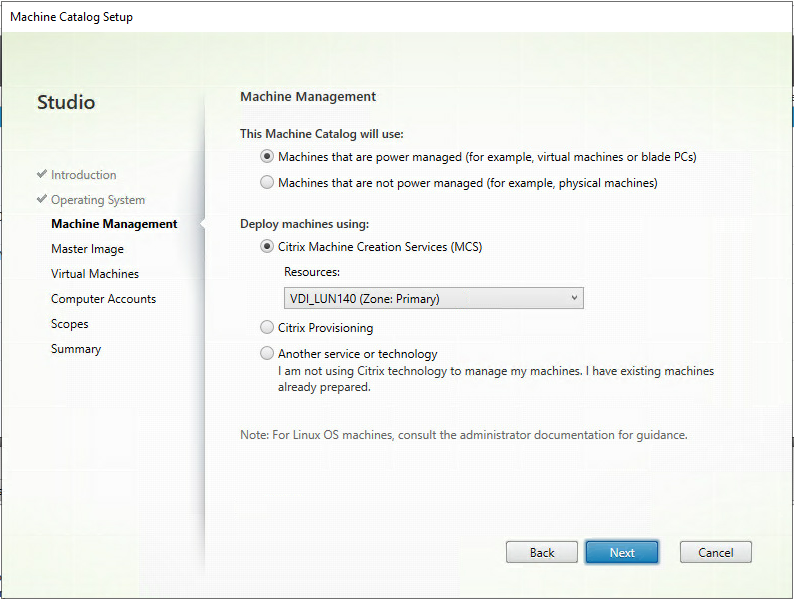 Machine Catalog Setup
Studio
Introduction
Operating System
Machine Management
Master Image
Virtual Machines
Computer Accounts
Scopes
Summary
Machine Management
This Machine Catalog will use:
Machines that are power managed (for example, virtual machines or blade PCs)
Machines that are not power managed (for example, physical machines)
Deploy machines using:
Citrix Machine Creation Services (MCS)
Resources:
VDI_LUN140 (Zone: Primary)
Citrix Provisioning
Another service or technology
I am not using Citrix technology to manage my machines. I have existing machines
already prepared.
Note: For Linux OS machines, consult the administrator documentation for guidance.
Back
Next
Cancel